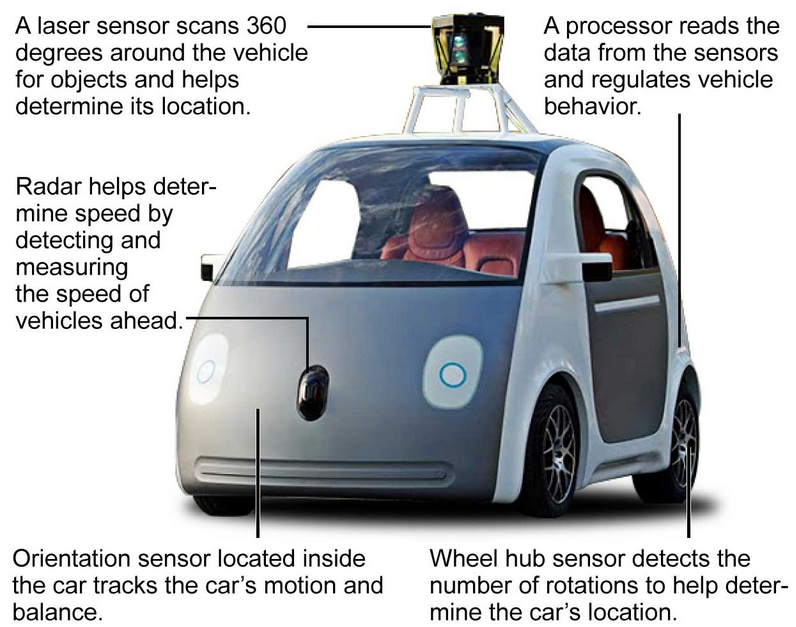 A laser sensor scans 360
degrees around the vehicle
for objects and helps
determine its location.
A processor reads the
data from the sensors
and regulates vehicle
behavior.
Radar helps deter-
mine speed by
detecting and
measuring
the speed of
vehicles ahead.
Orientation sensor located inside
the car tracks the car’s motion and
balance.
Wheel hub sensor detects the
number of rotations to help deter-
mine the car’s location.